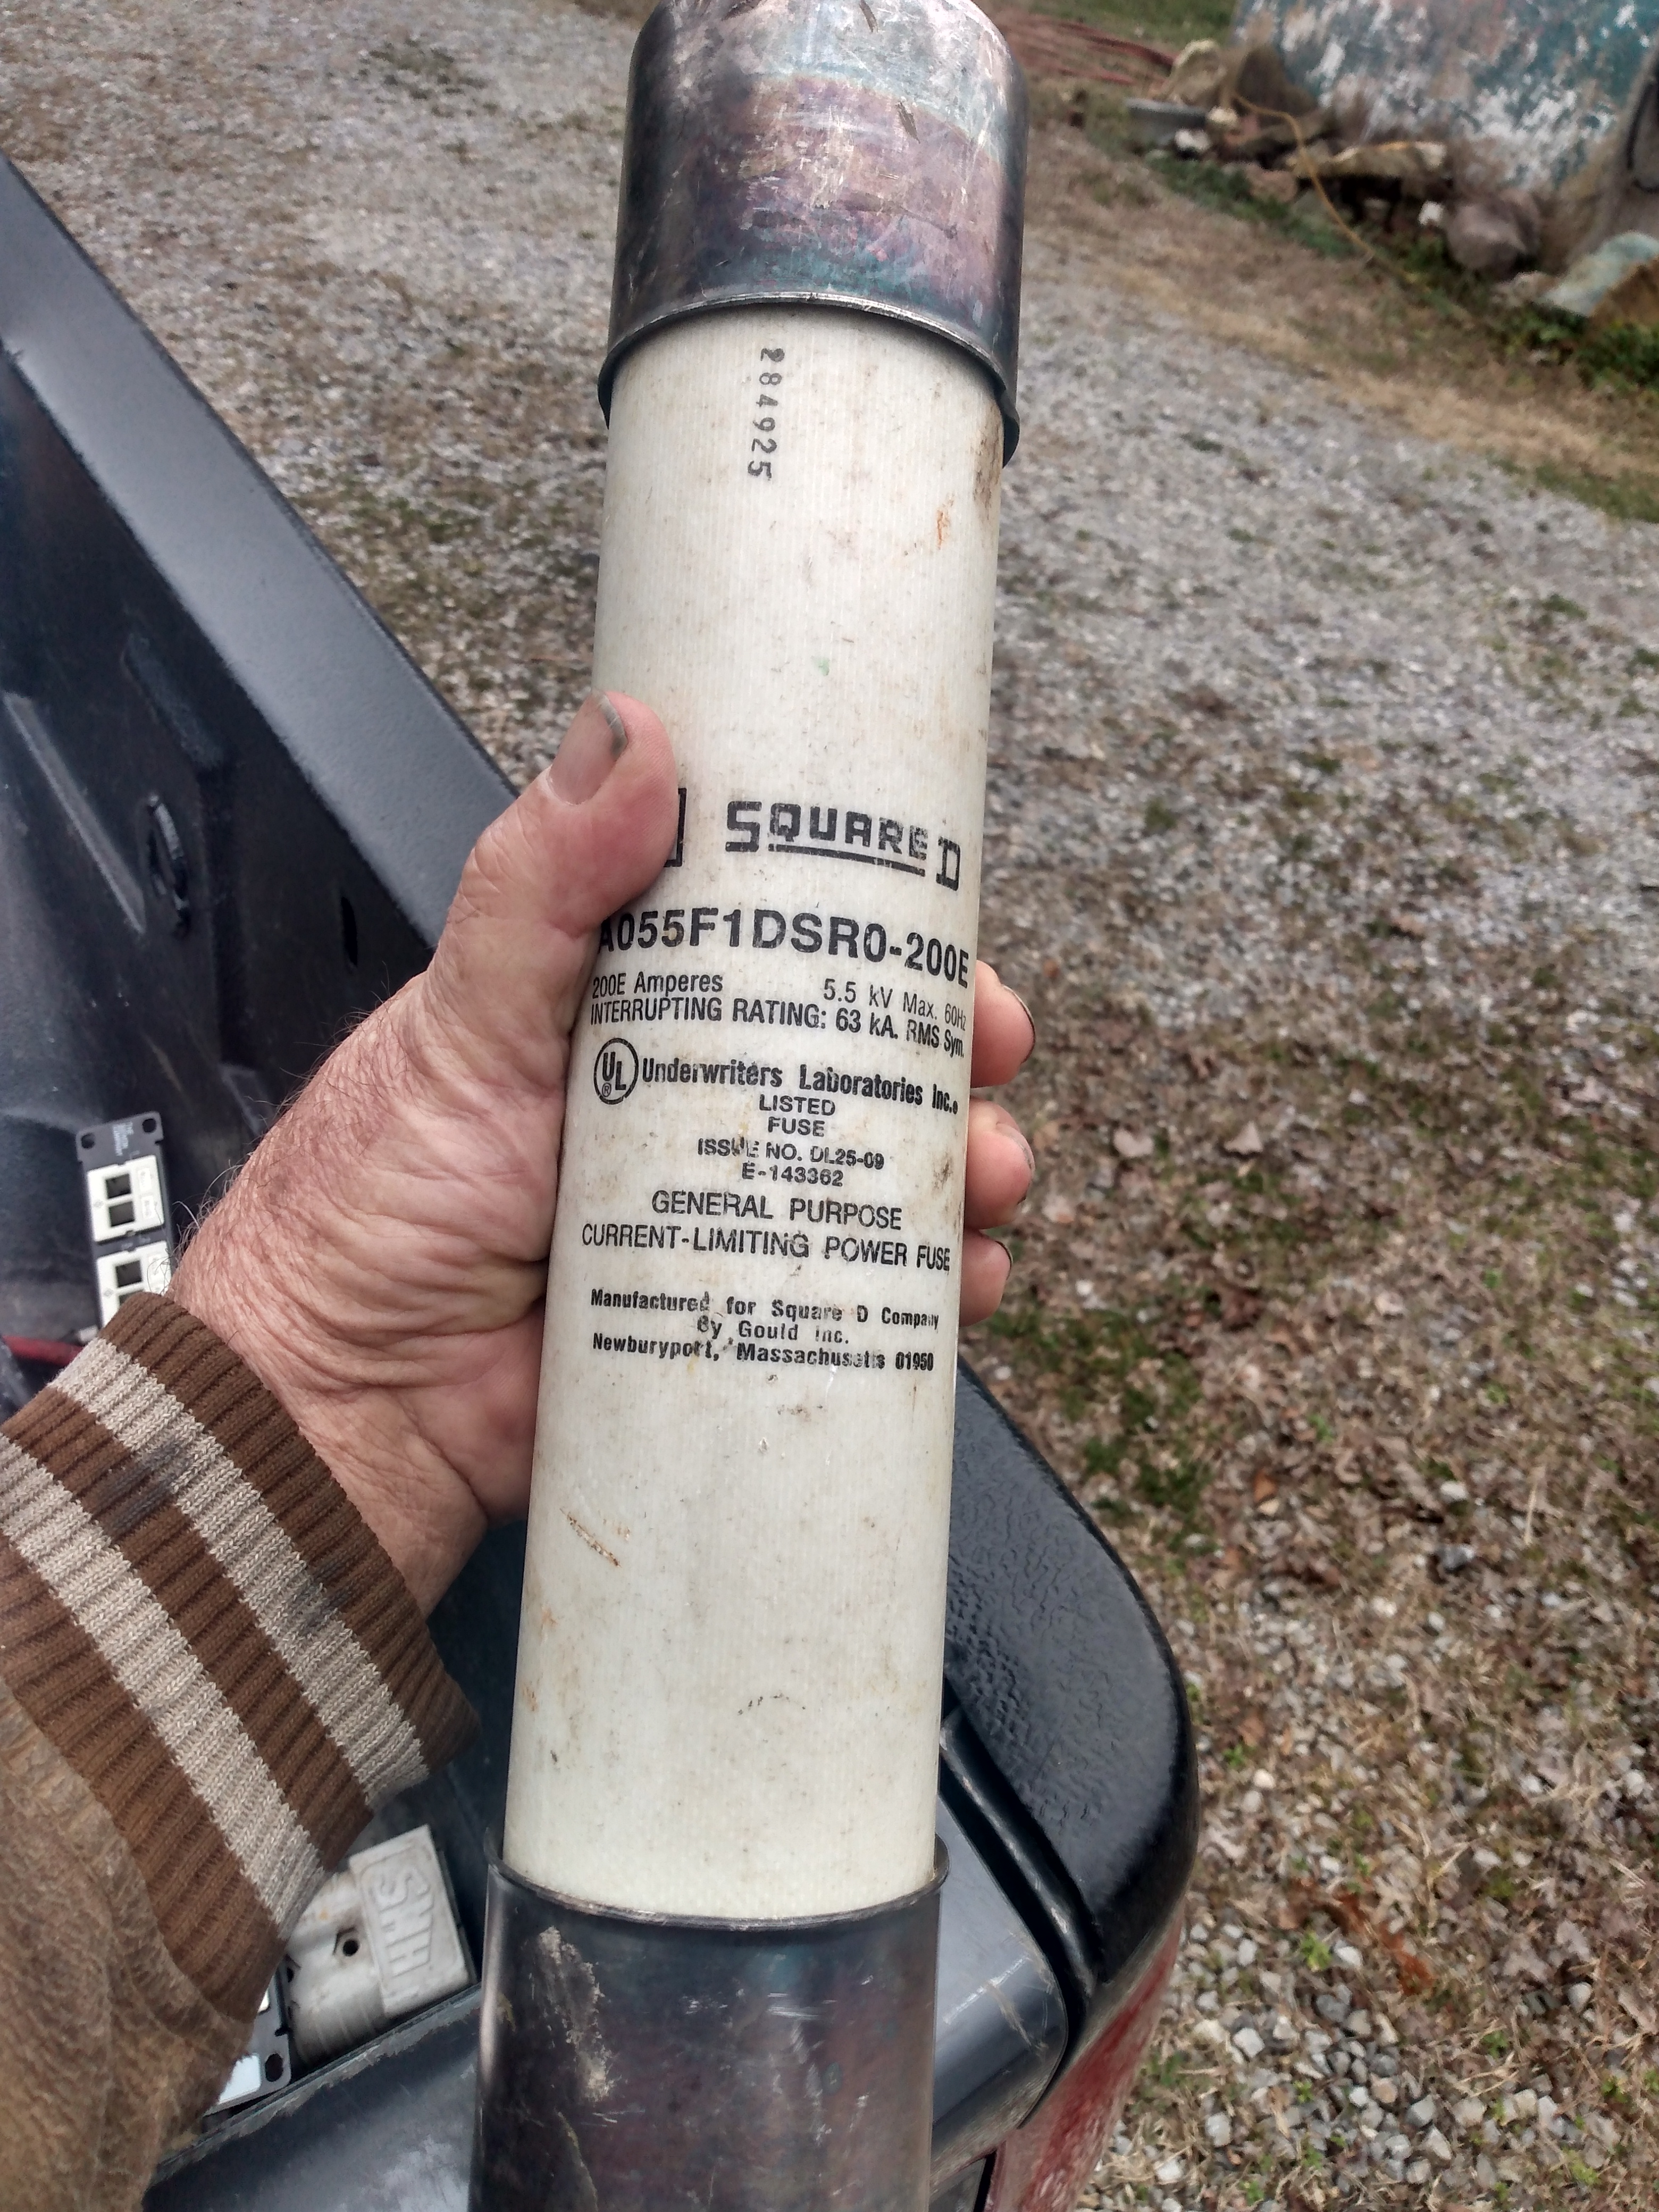 284925
SQUARE D
A055F1DSR0-200E
200E Amperes 5.5 kV Max. 60Hz
INTERRUPTING RATING: 63 kA. RMS Sym.
UL® Underwriters Laboratories Inc.®
LISTED
FUSE
ISSUE NO. DL25-09
E-143362
GENERAL PURPOSE
CURRENT-LIMITING POWER FUSE
Manufactured for Square D Company
By Gould Inc.
Newburyport, Massachusetts 01950
SHH